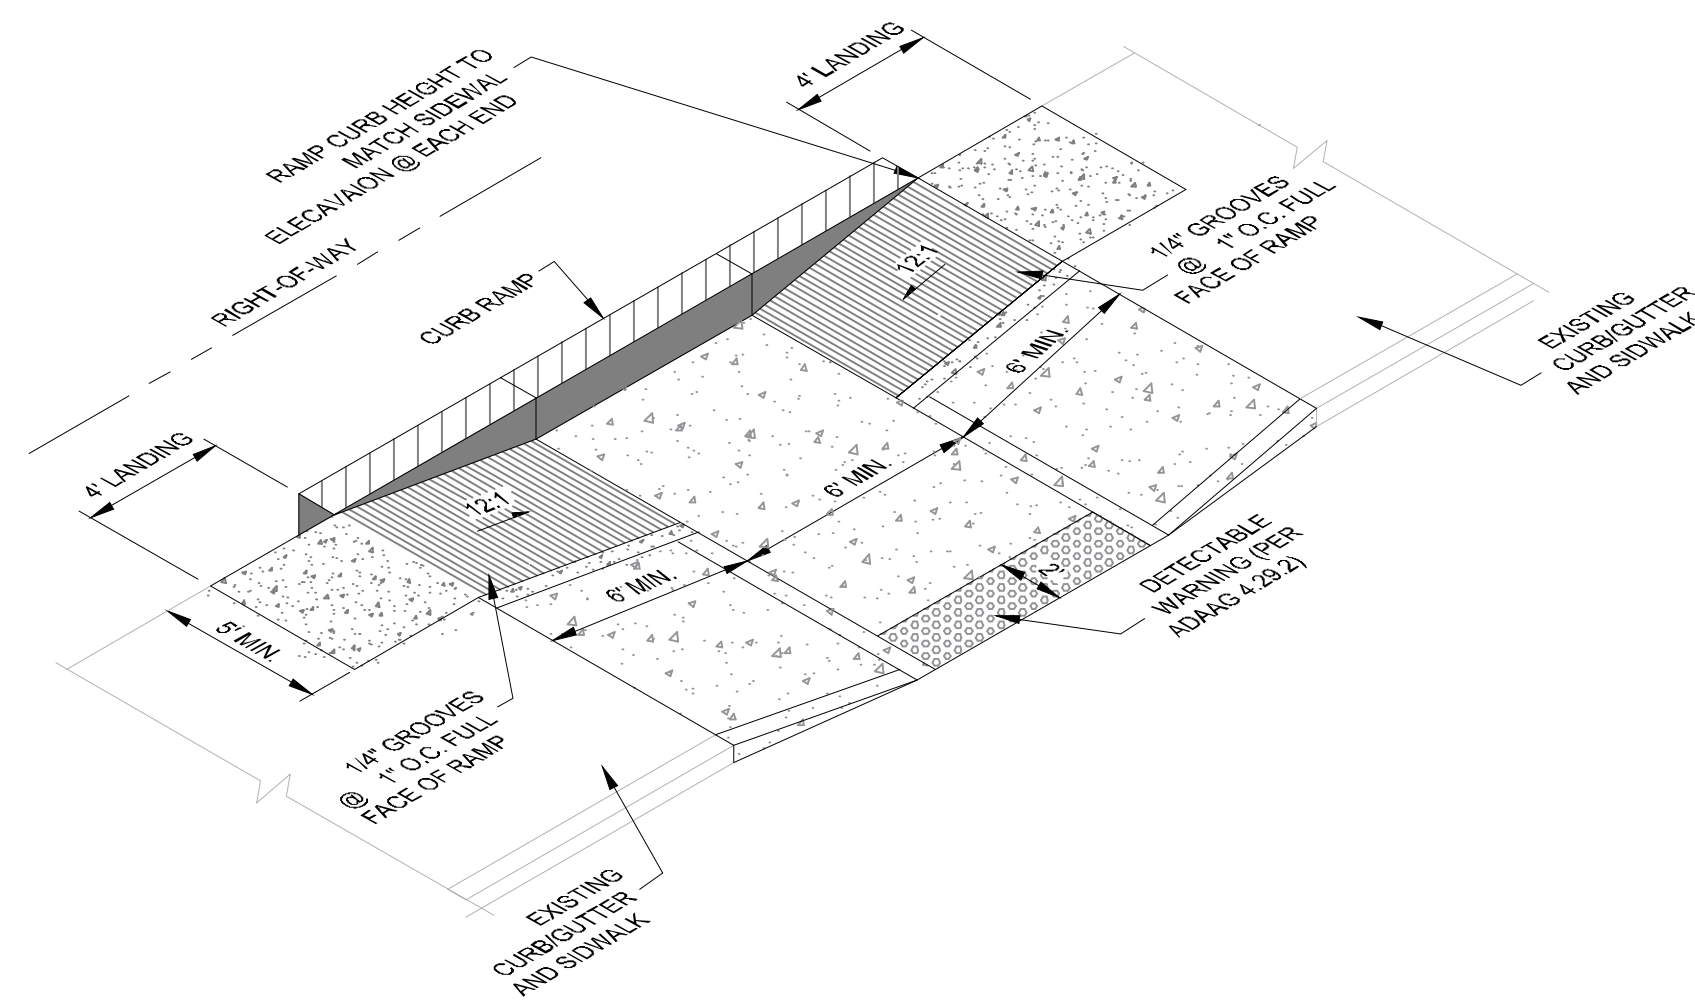 4' LANDING
RAMP CURB HEIGHT TO
MATCH SIDEWAL
ELECAVAION @ EACH END
RIGHT-OF-WAY
CURB RAMP
12:1
1/4" GROOVES
@ 1" O.C. FULL
FACE OF RAMP
6' MIN.
EXISTING
CURB/GUTTER
AND SIDWALK
4' LANDING
12:1
6' MIN.
6' MIN.
2'
DETECTABLE
WARNING (PER
ADAAG 4.29.2)
5' MIN.
1/4" GROOVES
@ 1" O.C. FULL
FACE OF RAMP
EXISTING
CURB/GUTTER
AND SIDWALK